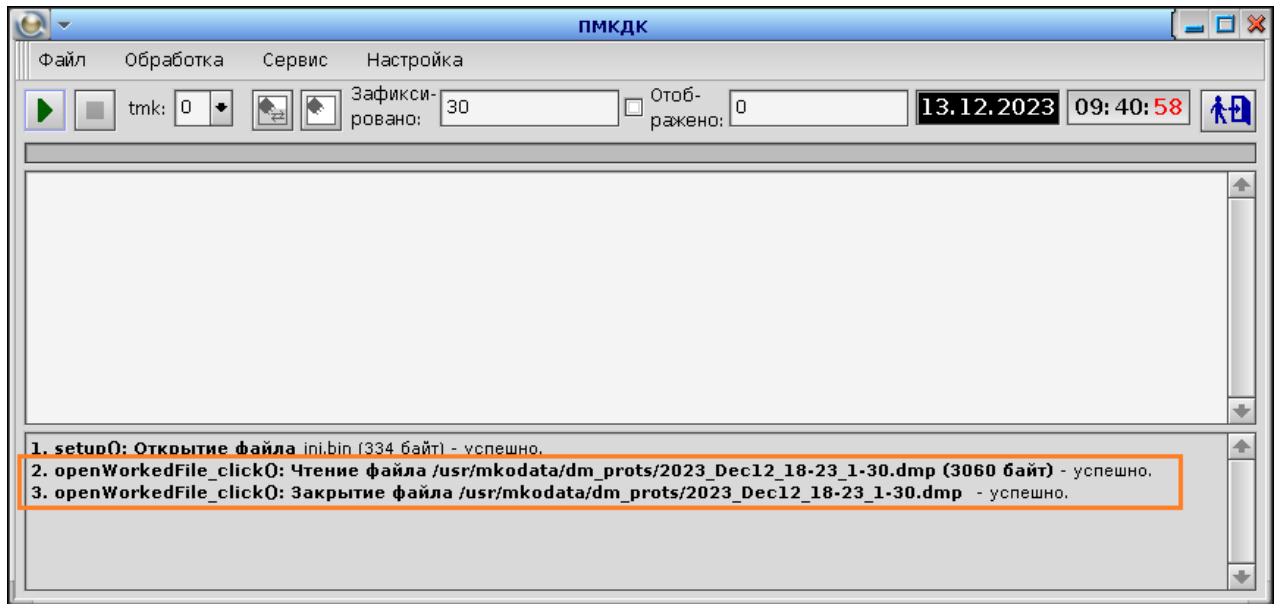 ПМКДК
Файл Обработка Сервис Настройка
tmk: 0 Зафикси-ровано: 30 Отоб-ражено: 0 13.12.2023 09:40:58
1. setup(): Открытие файла ini.bin (334 байт) - успешно.
2. openWorkedFile_click(): Чтение файла /usr/mkodata/dm_prots/2023_Dec12_18-23_1-30.dmp (3060 байт) - успешно.
3. openWorkedFile_click(): Закрытие файла /usr/mkodata/dm_prots/2023_Dec12_18-23_1-30.dmp - успешно.